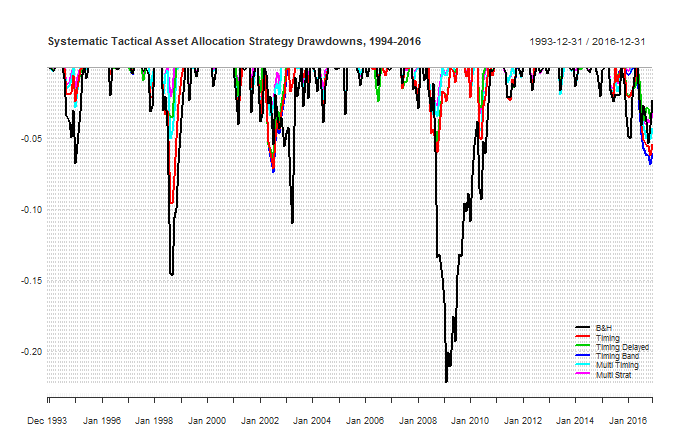 Systematic Tactical Asset Allocation Strategy Drawdowns, 1994-2016
1993-12-31 / 2016-12-31
-0.05
-0.10
-0.15
-0.20
B&H
Timing
Timing Delayed
Timing Band
Multi Timing
Multi Strat
Dec 1993 Jan 1996 Jan 1998 Jan 2000 Jan 2002 Jan 2004 Jan 2006 Jan 2008 Jan 2010 Jan 2012 Jan 2014 Jan 2016